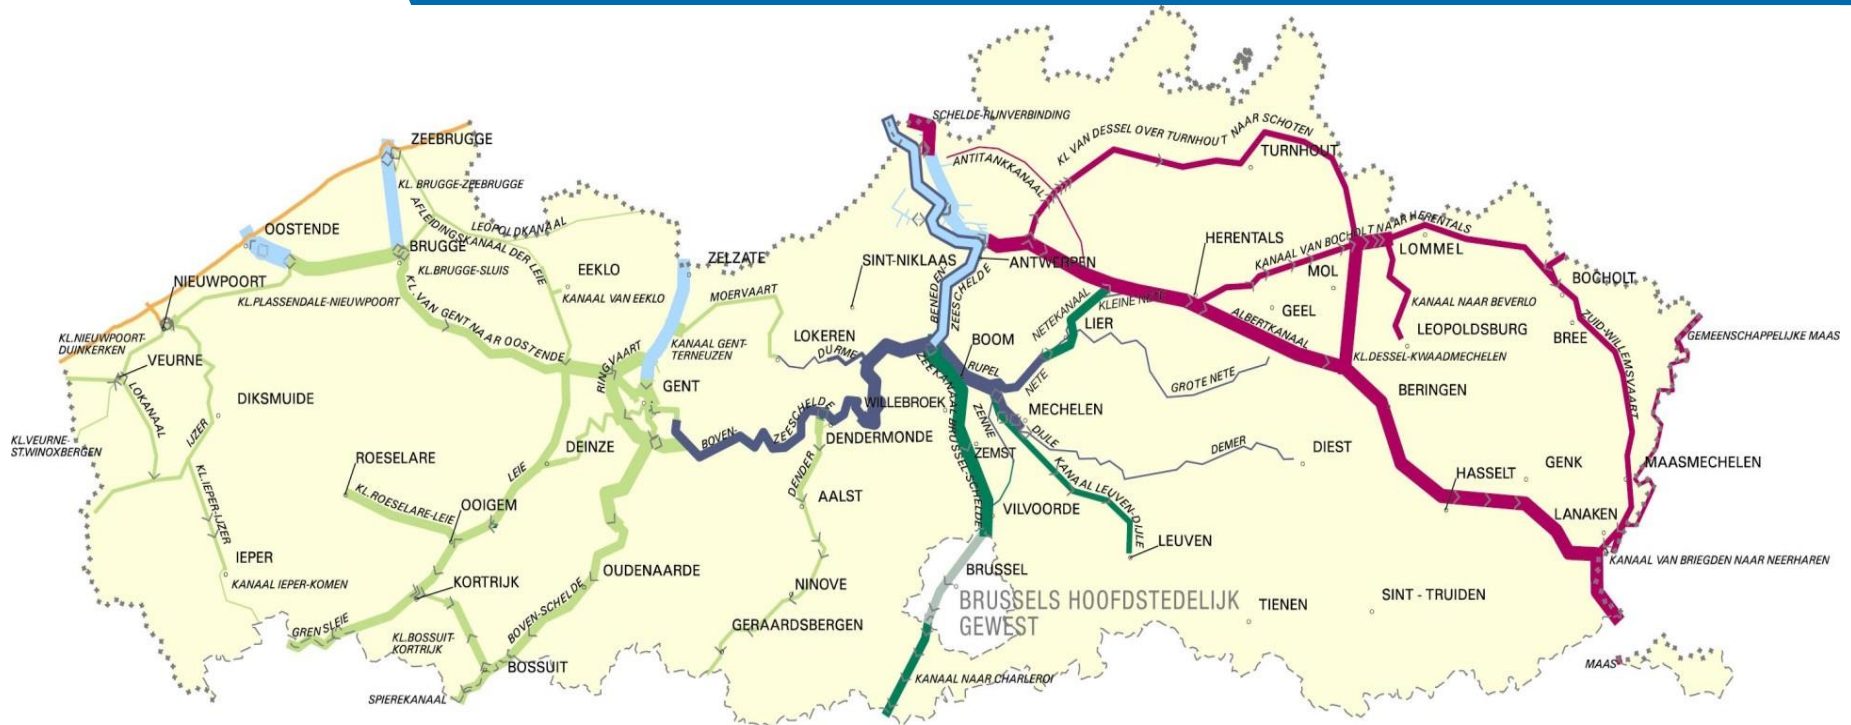 SCHELDE-RIJNVERBINDING
ZEEBRUGGE
KL. BRUGGE-ZEEBRUGGE
AFLEIDINGSKANAAL DER LEIE
LEOPOLDKANAAL
OOSTENDE
BRUGGE
KL.BRUGGE-SLUIS
EEKLO
KANAAL VAN EEKLO
NIEUWPOORT
KL.PLASSENDALE-NIEUWPOORT
KL. VAN GENT NAAR OOSTENDE
KL.NIEUWPOORT-
DUINKERKEN
VEURNE
LOKANAAL
DIKSMUIDE
IJZER
KL.VEURNE-
ST.WINOXBERGEN
KL.IEPER-IJZER
IEPER
KANAAL IEPER-KOMEN
ROESELARE
KL.ROESELARE-LEIE
OOIGEM
LEIE
DEINZE
KORTRIJK
GRENSLEIE
KL.BOSSUIT-
KORTRIJK
BOSSUIT
SPIEREKANAAL
BOVEN-SCHELDE
OUDENAARDE
RINGVAART
GENT
KANAAL GENT-
TERNEUZEN
ZELZATE
MOERVAART
LOKEREN
DURME
SINT-NIKLAAS
BENEDEN-
ZEESCHELDE
BOVEN-
ZEESCHELDE
WILLEBROEK
DENDERMONDE
DENDER
AALST
NINOVE
GERAARDSBERGEN
ANTITANKKANAAL
KL VAN DESSEL OVER TURNHOUT NAAR SCHOTEN
TURNHOUT
ANTWERPEN
HERENTALS
KANAAL VAN BOCHOLT NAAR HERENTALS
LOMMEL
MOL
GEEL
BOCHOLT
KANAAL NAAR BEVERLO
LEOPOLDSBURG
BREE
ZUID-WILLEMSVAART
GEMEENSCHAPPELIJKE MAAS
NETEKANAAL
KLEINE NETE
LIER
ALBERTKANAAL
KL.DESSEL-KWAADMECHELEN
BERINGEN
BOOM
RUPEL
NETE
GROTE NETE
MECHELEN
ZEEKANAAL BRUSSEL-SCHELDE
ZENNE
DIJLE
DEMER
DIEST
ZEMST
KANAAL LEUVEN-DIJLE
HASSELT
GENK
MAASMECHELEN
VILVOORDE
LEUVEN
LANAKEN
KANAAL VAN BRIEGDEN NAAR NEERHAREN
BRUSSEL
BRUSSELS HOOFDSTEDELIJK
GEWEST
TIENEN
SINT - TRUIDEN
MAAS
KANAAL NAAR CHARLEROI